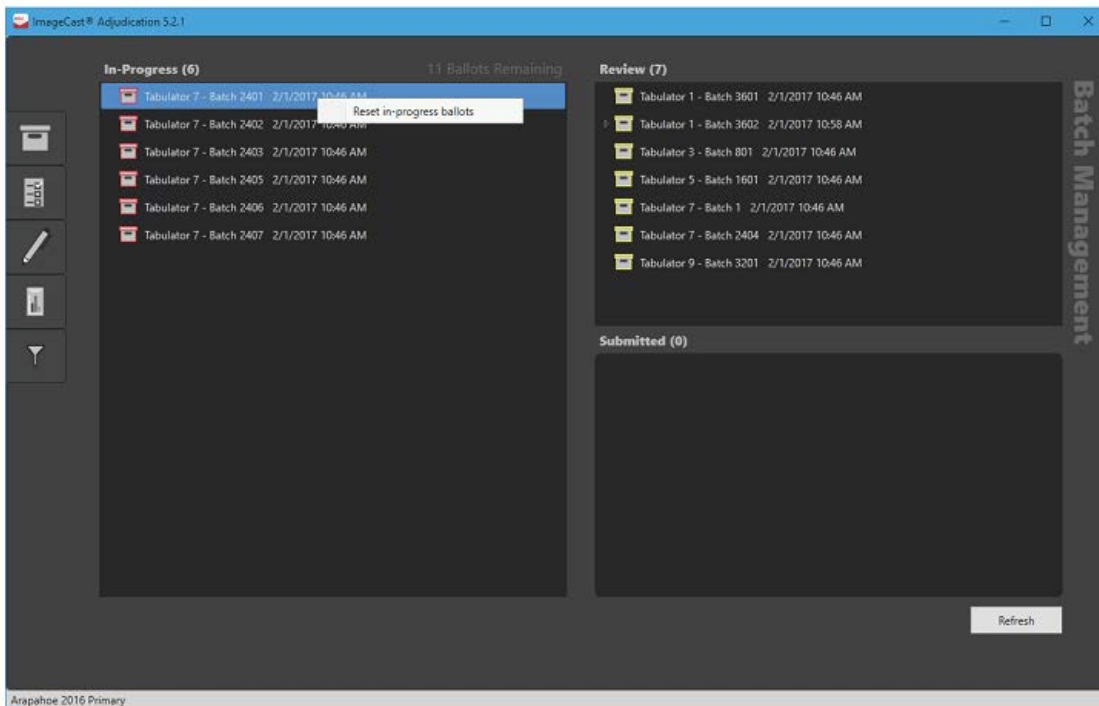 ImageCast® Adjudication 5.2.1
In-Progress (6) 11 Ballots Remaining
Tabulator 7 - Batch 2401 2/1/2017 10:46 AM
Reset in-progress ballots
Tabulator 7 - Batch 2402 2/1/2017 10:46 AM
Tabulator 7 - Batch 2403 2/1/2017 10:46 AM
Tabulator 7 - Batch 2405 2/1/2017 10:46 AM
Tabulator 7 - Batch 2406 2/1/2017 10:46 AM
Tabulator 7 - Batch 2407 2/1/2017 10:46 AM
Review (7)
Tabulator 1 - Batch 3601 2/1/2017 10:46 AM
Tabulator 1 - Batch 3602 2/1/2017 10:58 AM
Tabulator 3 - Batch 801 2/1/2017 10:46 AM
Tabulator 5 - Batch 1601 2/1/2017 10:46 AM
Tabulator 7 - Batch 1 2/1/2017 10:46 AM
Tabulator 7 - Batch 2404 2/1/2017 10:46 AM
Tabulator 9 - Batch 3201 2/1/2017 10:46 AM
Submitted (0)
Batch Management
Refresh
Arapahoe 2016 Primary